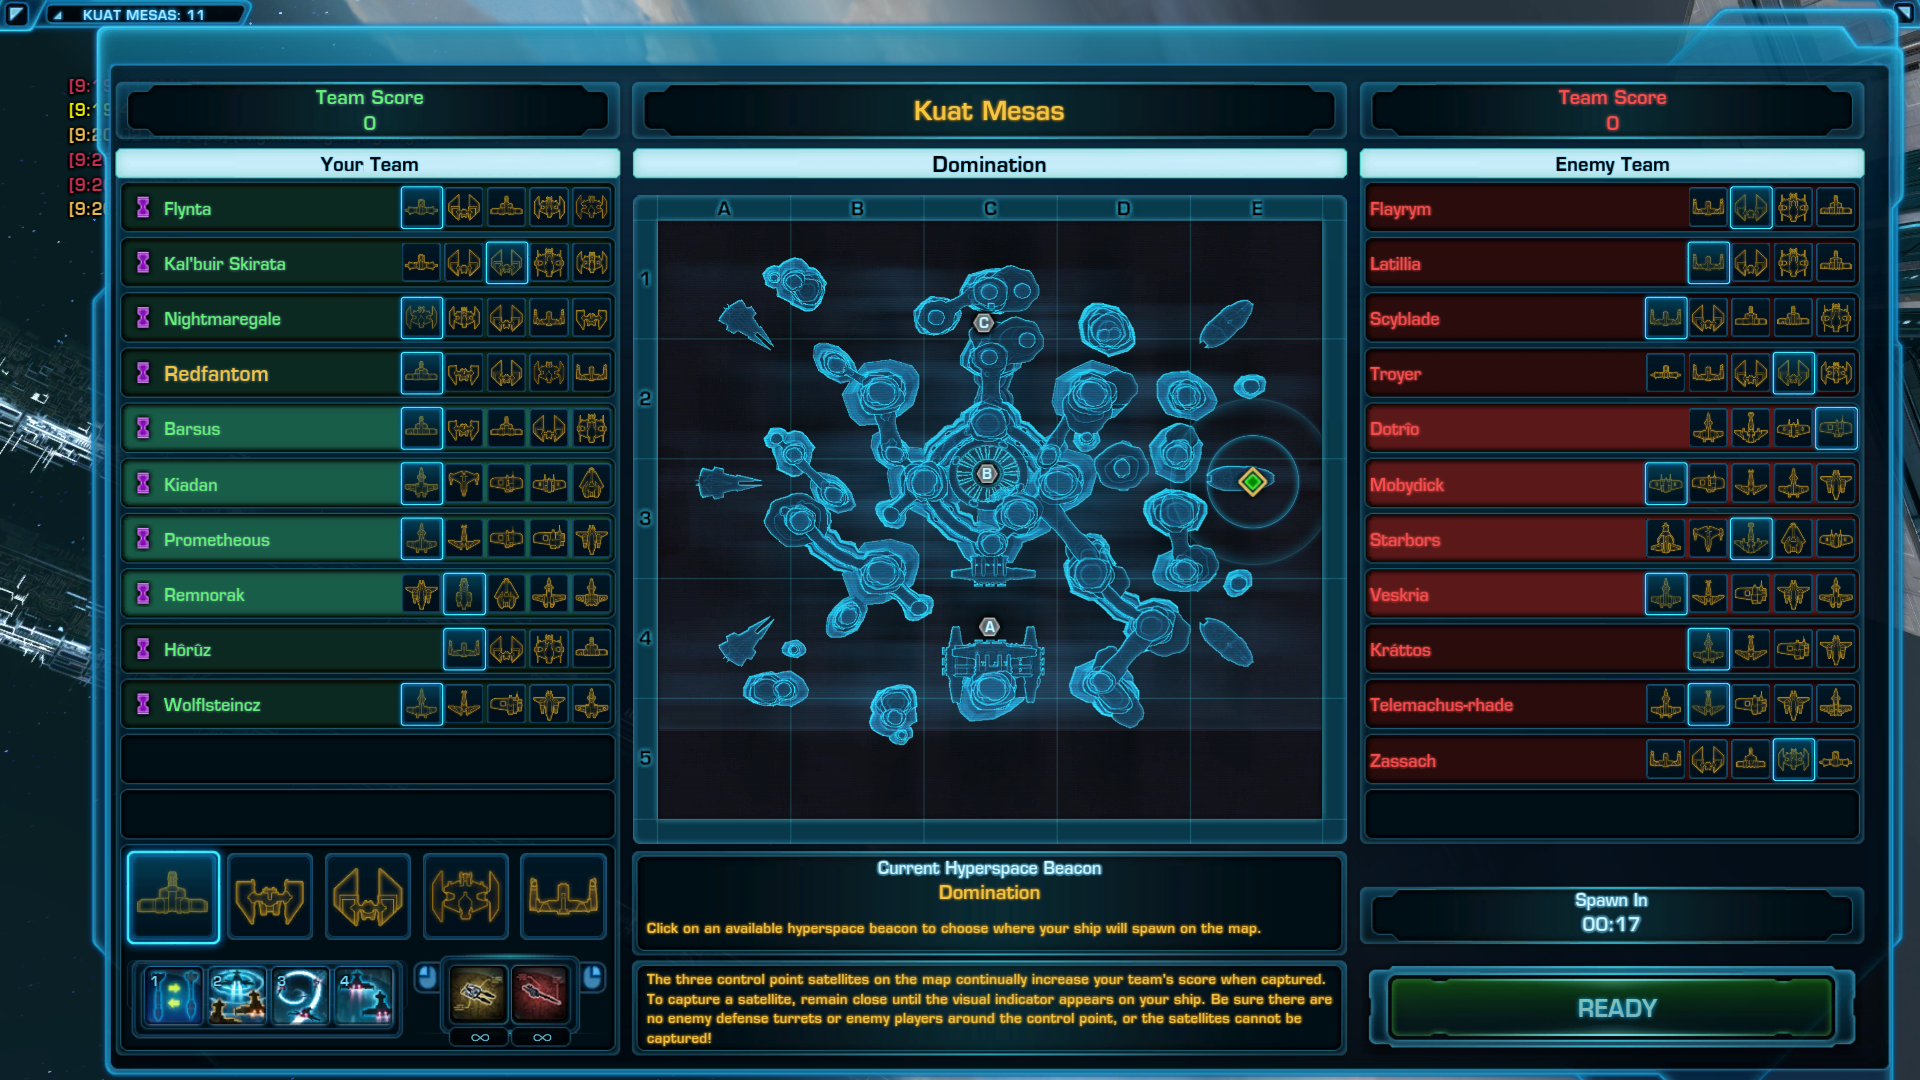 KUAT MESAS: 11
Team Score
0
Kuat Mesas
Team Score
0
Your Team
Domination
Enemy Team
Flynta
Kal'buir Skirata
Nightmaregale
Redfantom
Barsus
Kiadan
Prometheous
Remnorak
Hôrûz
Wolflsteincz
A B C D E
1
2
3
4
5
C
B
A
Flayrym
Latillia
Scyblade
Troyer
Dotrîo
Mobydick
Starbors
Veskria
Kráttos
Telemachus-rhade
Zassach
1 2 3 4
∞ ∞
Current Hyperspace Beacon
Domination
Click on an available hyperspace beacon to choose where your ship will spawn on the map.
The three control point satellites on the map continually increase your team's score when captured.
To capture a satellite, remain close until the visual indicator appears on your ship. Be sure there are
no enemy defense turrets or enemy players around the control point, or the satellites cannot be
captured!
Spawn In
00:17
READY